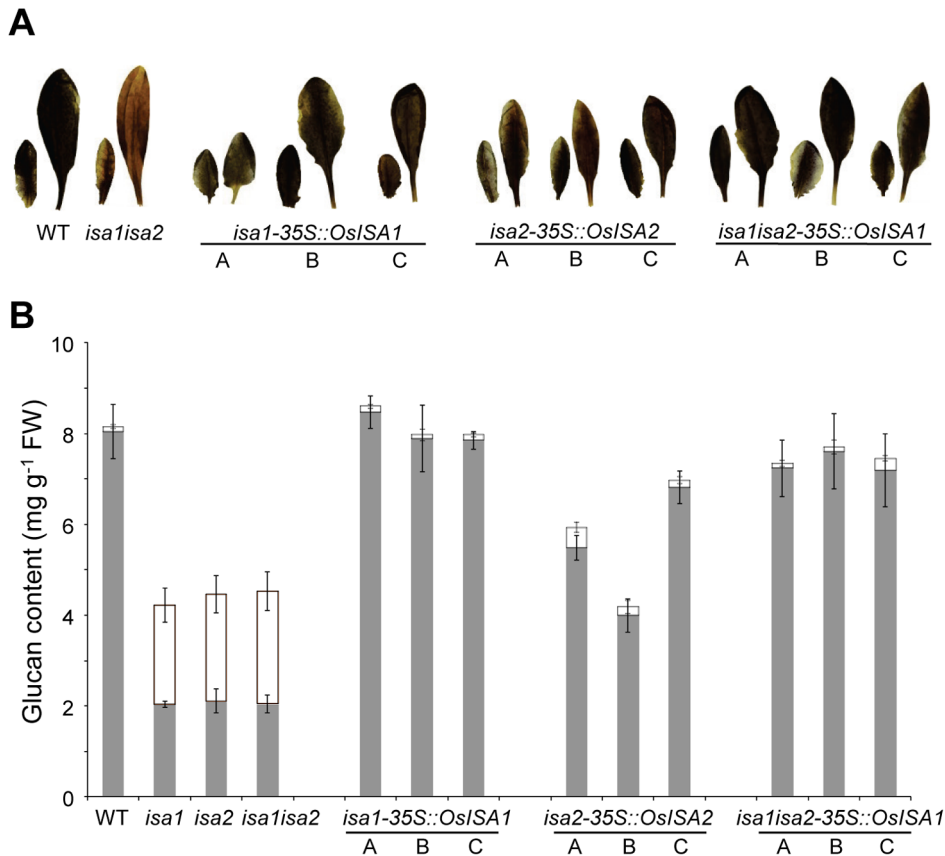 A
WT isa1isa2 isa1-35S::OsISA1 isa2-35S::OsISA2 isa1isa2-35S::OsISA1
A B C A B C A B C
B
Glucan content (mg g⁻¹ FW)
10
8
6
4
2
0
WT isa1 isa2 isa1isa2 isa1-35S::OsISA1 isa2-35S::OsISA2 isa1isa2-35S::OsISA1
A B C A B C A B C